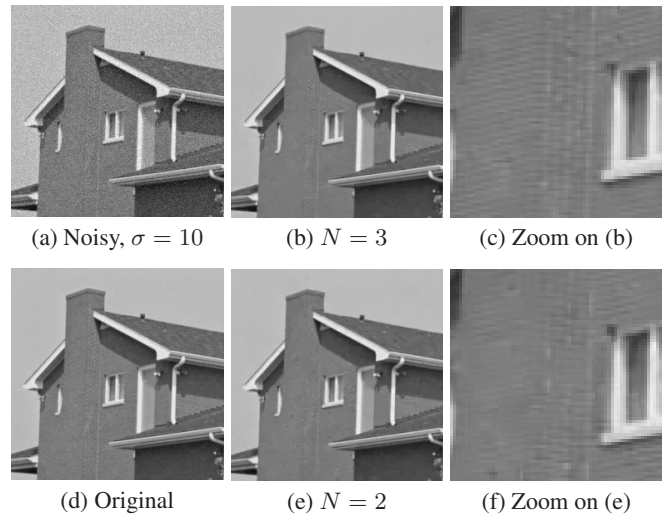 (a) Noisy, σ = 10
(b) N = 3
(c) Zoom on (b)
(d) Original
(e) N = 2
(f) Zoom on (e)